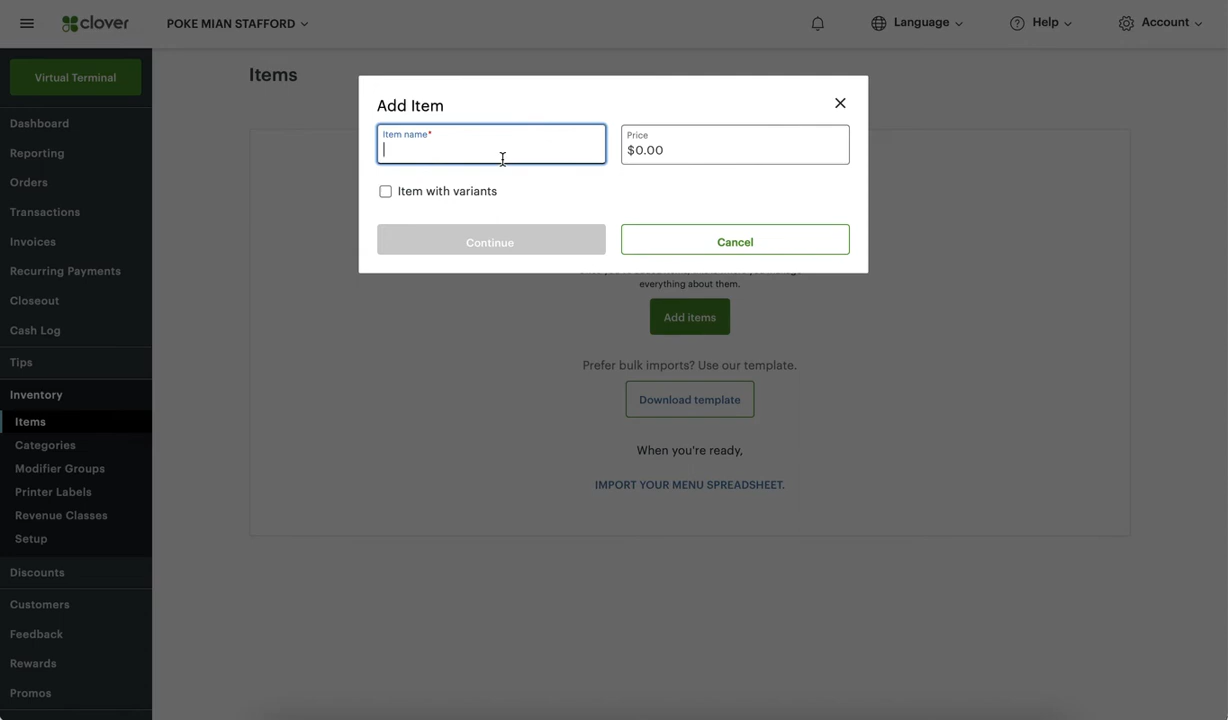 clover
POKE MIAN STAFFORD
Language
Help
Account
Virtual Terminal
Dashboard
Reporting
Orders
Transactions
Invoices
Recurring Payments
Closeout
Cash Log
Tips
Inventory
Items
Categories
Modifier Groups
Printer Labels
Revenue Classes
Setup
Discounts
Customers
Feedback
Rewards
Promos
Items
Add Item
Item name*
Price
$0.00
Item with variants
Continue
Cancel
everything about them.
Add items
Prefer bulk imports? Use our template.
Download template
When you're ready,
IMPORT YOUR MENU SPREADSHEET.